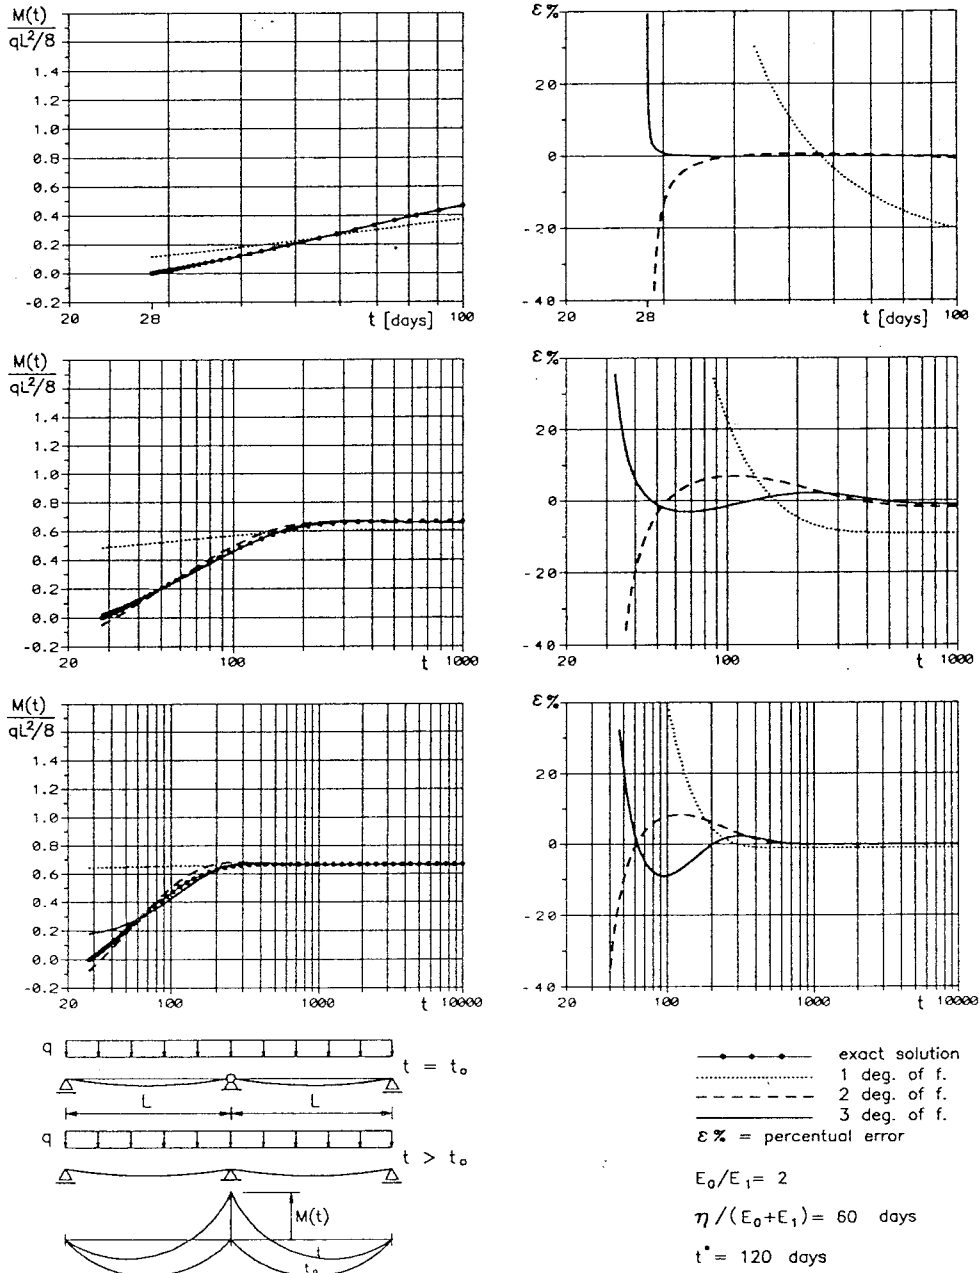 M(t)
qL²/8
1.4
1.2
1.0
0.8
0.6
0.4
0.2
0.0
-0.2
20
28
t [days]
100
ε%
20
0
-20
-40
20
28
t [days]
100
M(t)
qL²/8
1.4
1.2
1.0
0.8
0.6
0.4
0.2
0.0
-0.2
20
100
t
1000
ε%
20
0
-20
-40
20
100
t
1000
M(t)
qL²/8
1.4
1.2
1.0
0.8
0.6
0.4
0.2
0.0
-0.2
20
100
1000
t
10000
ε%
20
0
-20
-40
20
100
1000
t
10000
q
t = t₀
L
L
q
t > t₀
M(t)
t
t₀
exact solution
1 deg. of f.
2 deg. of f.
3 deg. of f.
ε% = percentual error
E₀/E₁= 2
η/(E₀+E₁)= 60 days
t* = 120 days